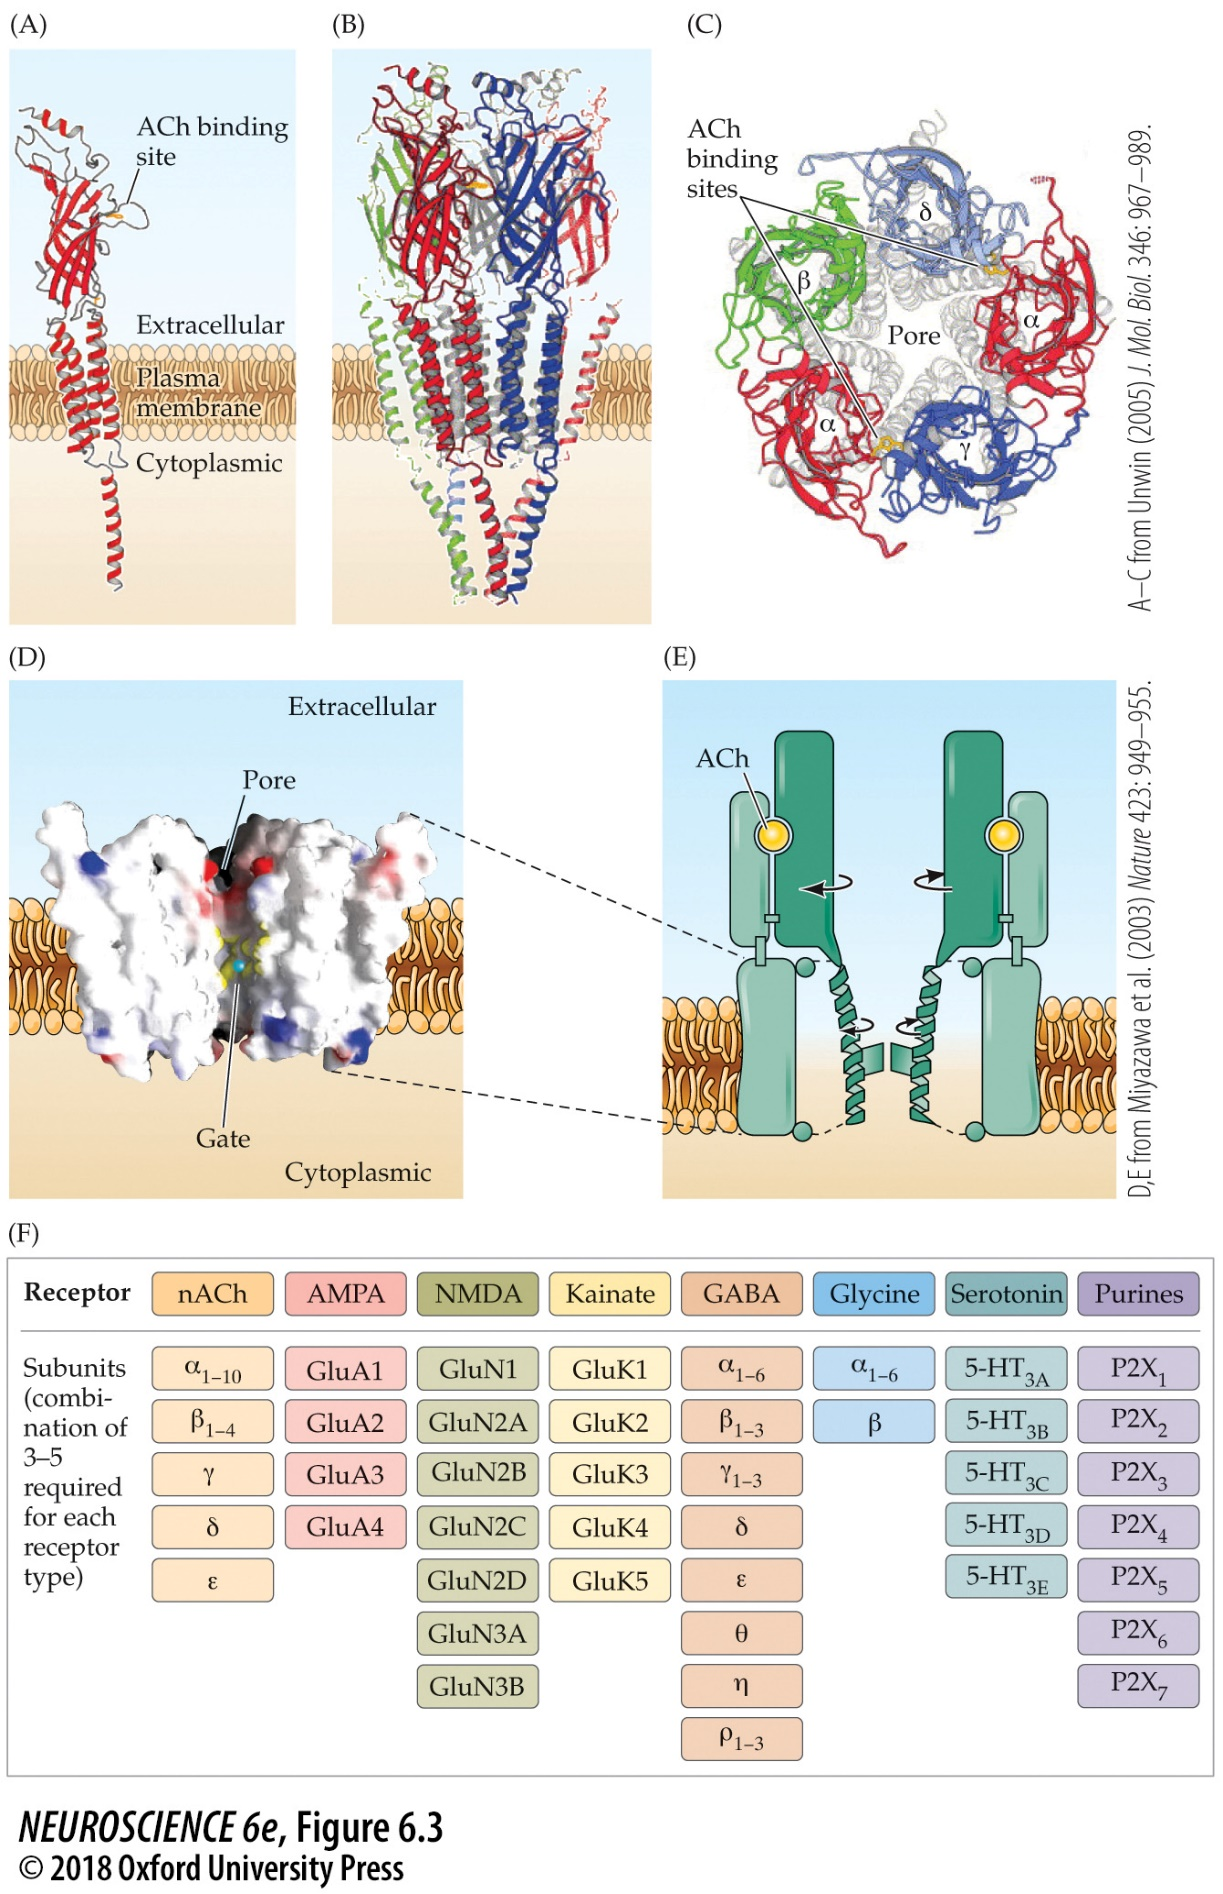 (A)
ACh binding
site
Extracellular
Plasma
membrane
Cytoplasmic
(B)
(C)
ACh
binding
sites
δ
β
α
Pore
α
γ
A–C from Unwin (2005) J. Mol. Biol. 346: 967–989.
(D)
Extracellular
Pore
Gate
Cytoplasmic
(E)
ACh
D,E from Miyazawa et al. (2003) Nature 423: 949–955.
(F)
Receptor nACh AMPA NMDA Kainate GABA Glycine Serotonin Purines
Subunits
(combi-
nation of
3–5
required
for each
receptor
type)
α1–10 GluA1 GluN1 GluK1 α1–6 α1–6 5-HT3A P2X1
β1–4 GluA2 GluN2A GluK2 β1–3 β 5-HT3B P2X2
γ GluA3 GluN2B GluK3 γ1–3 5-HT3C P2X3
δ GluA4 GluN2C GluK4 δ 5-HT3D P2X4
ε GluN2D GluK5 ε 5-HT3E P2X5
GluN3A θ P2X6
GluN3B η P2X7
ρ1–3
NEUROSCIENCE 6e, Figure 6.3
© 2018 Oxford University Press